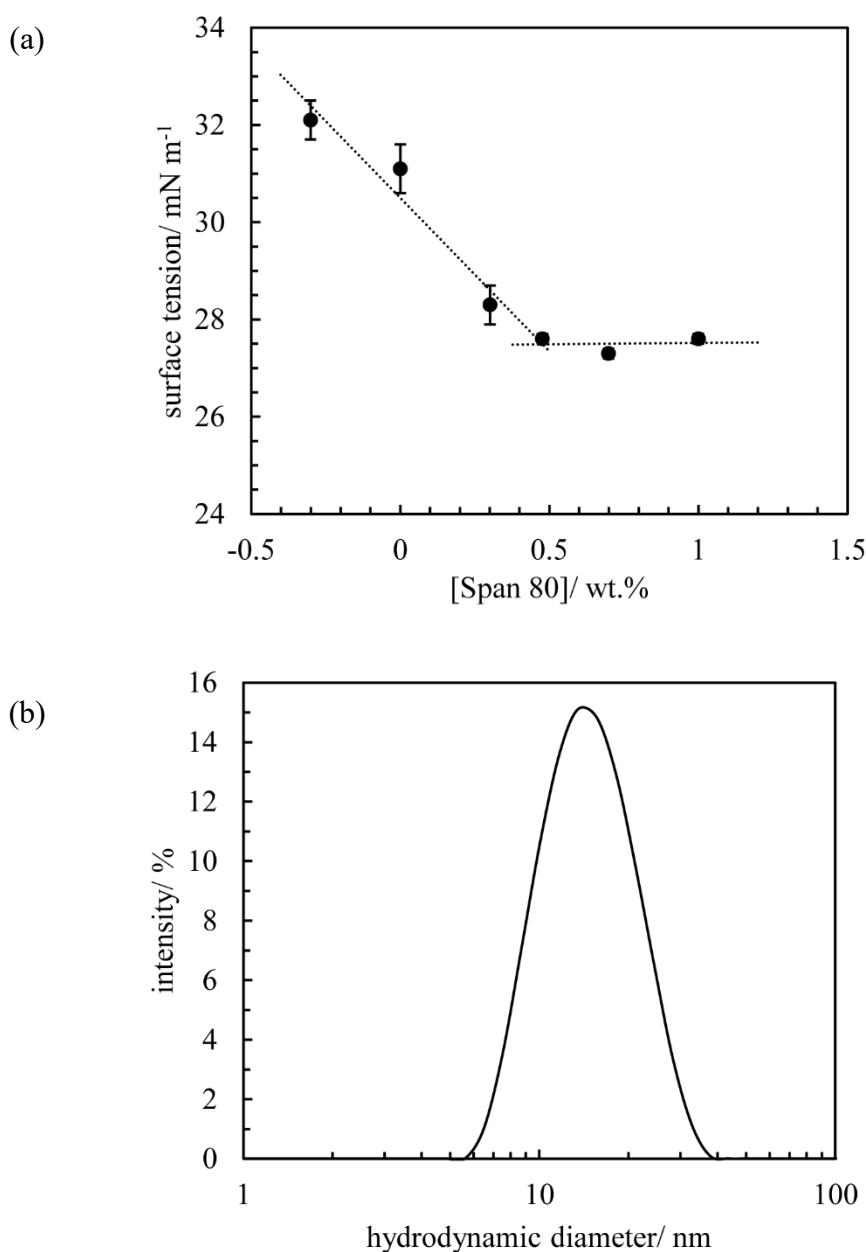 (a)
34
32
30
28
26
24
surface tension/ mN m-1
-0.5 0 0.5 1 1.5
[Span 80]/ wt.%
(b)
16
14
12
10
8
6
4
2
0
intensity/ %
1 10 100
hydrodynamic diameter/ nm